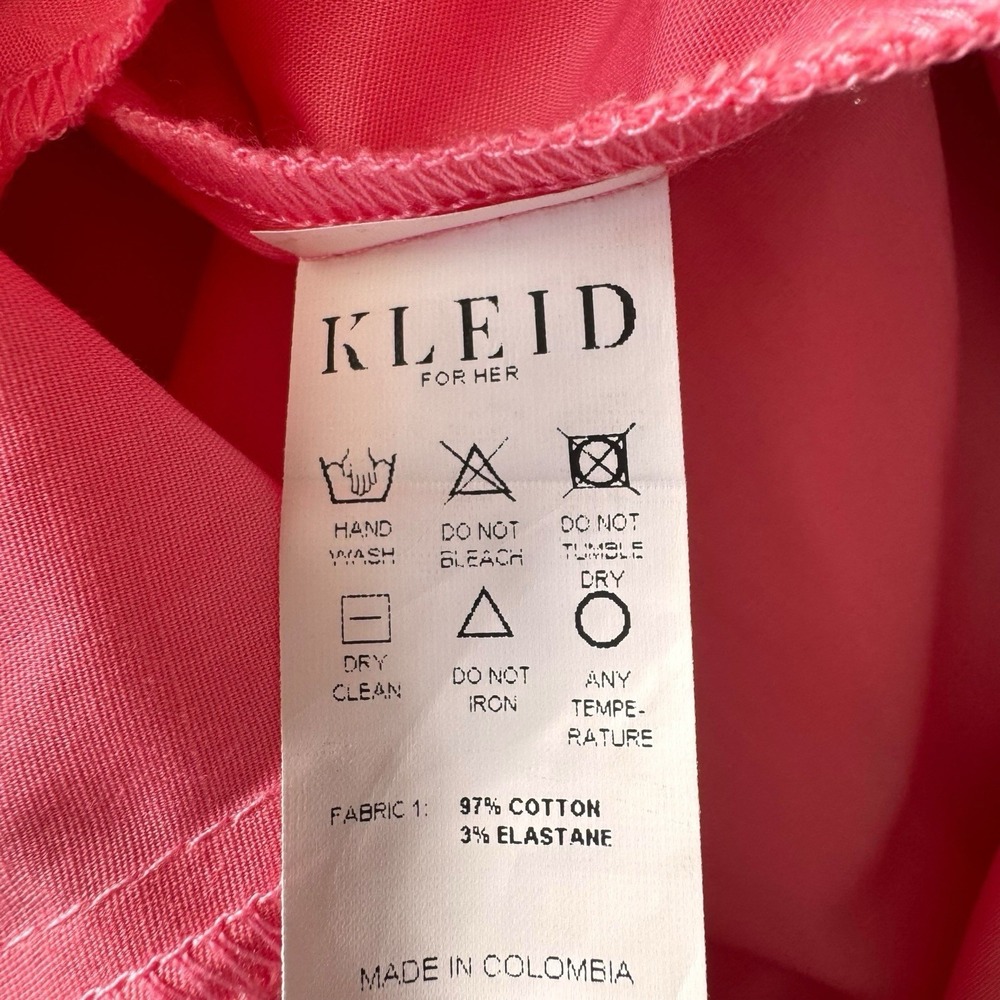 KLEID
FOR HER
HAND
WASH
DO NOT
BLEACH
DO NOT
TUMBLE
DRY
DRY
CLEAN
DO NOT
IRON
ANY
TEMPE-
RATURE
FABRIC 1: 97% COTTON
3% ELASTANE
MADE IN COLOMBIA